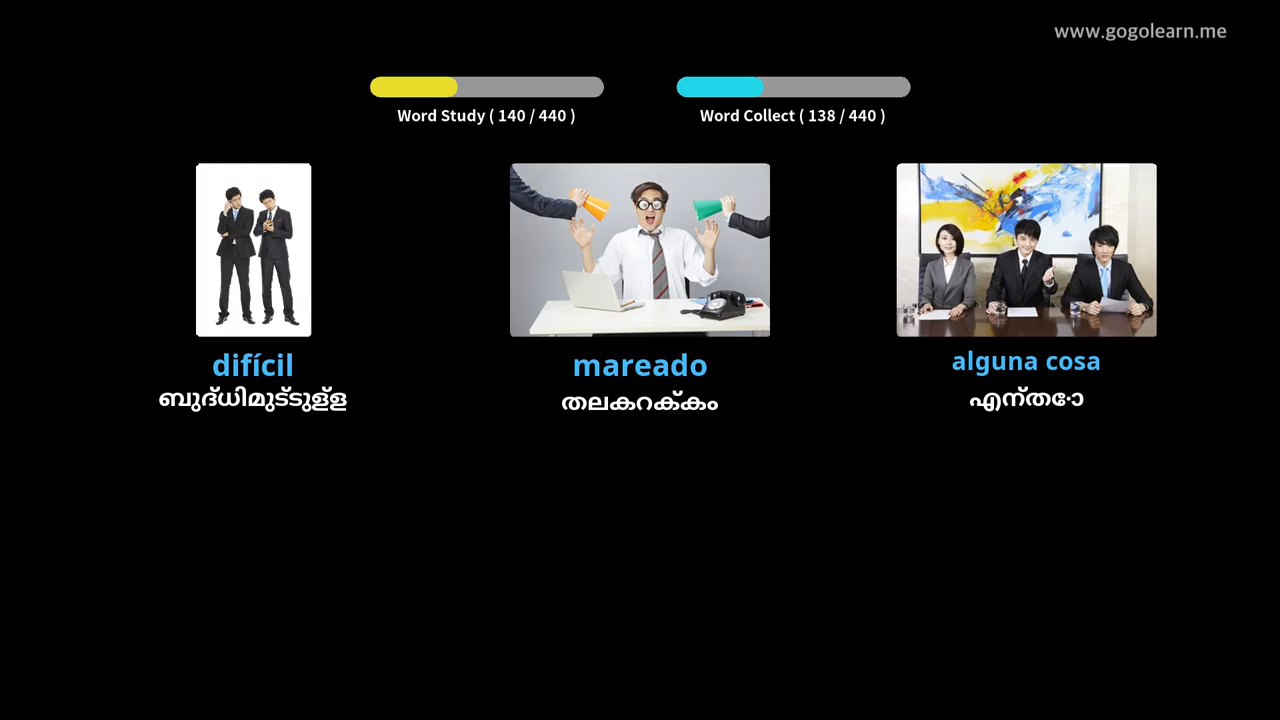 www.gogolearn.me
Word Study ( 140 / 440 )
Word Collect ( 138 / 440 )
difícil
ബുദ്ധിമുട്ടുള്ള
mareado
തലകറക്കം
alguna cosa
എന്തോ